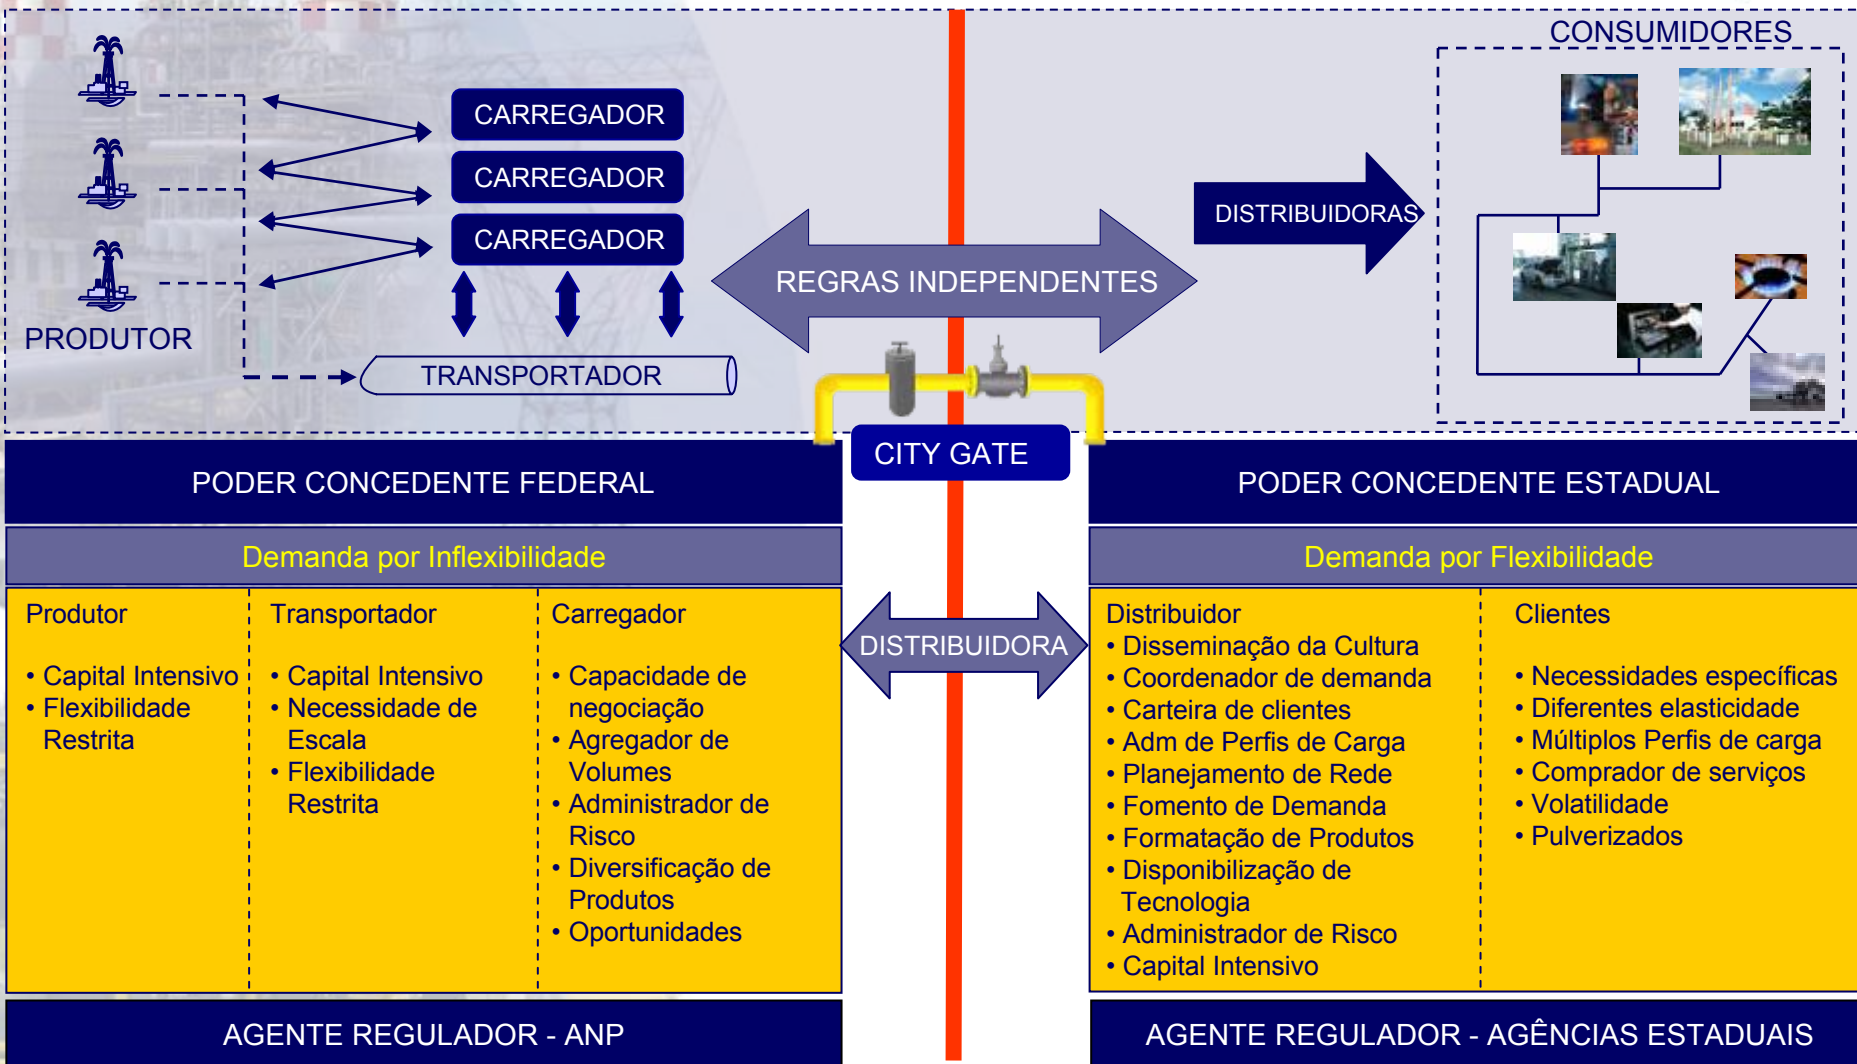 CONSUMIDORES
CARREGADOR
CARREGADOR
CARREGADOR
DISTRIBUIDORAS
REGRAS INDEPENDENTES
PRODUTOR
TRANSPORTADOR
CITY GATE
PODER CONCEDENTE FEDERAL
PODER CONCEDENTE ESTADUAL
Demanda por Inflexibilidade
Demanda por Flexibilidade
Produtor
• Capital Intensivo
• Flexibilidade
Restrita
Transportador
• Capital Intensivo
• Necessidade de
Escala
• Flexibilidade
Restrita
Carregador
• Capacidade de
negociação
• Agregador de
Volumes
• Administrador de
Risco
• Diversificação de
Produtos
• Oportunidades
DISTRIBUIDORA
Distribuidor
• Disseminação da Cultura
• Coordenador de demanda
• Carteira de clientes
• Adm de Perfis de Carga
• Planejamento de Rede
• Fomento de Demanda
• Formatação de Produtos
• Disponibilização de
Tecnologia
• Administrador de Risco
• Capital Intensivo
Clientes
• Necessidades específicas
• Diferentes elasticidade
• Múltiplos Perfis de carga
• Comprador de serviços
• Volatilidade
• Pulverizados
AGENTE REGULADOR - ANP
AGENTE REGULADOR - AGÊNCIAS ESTADUAIS